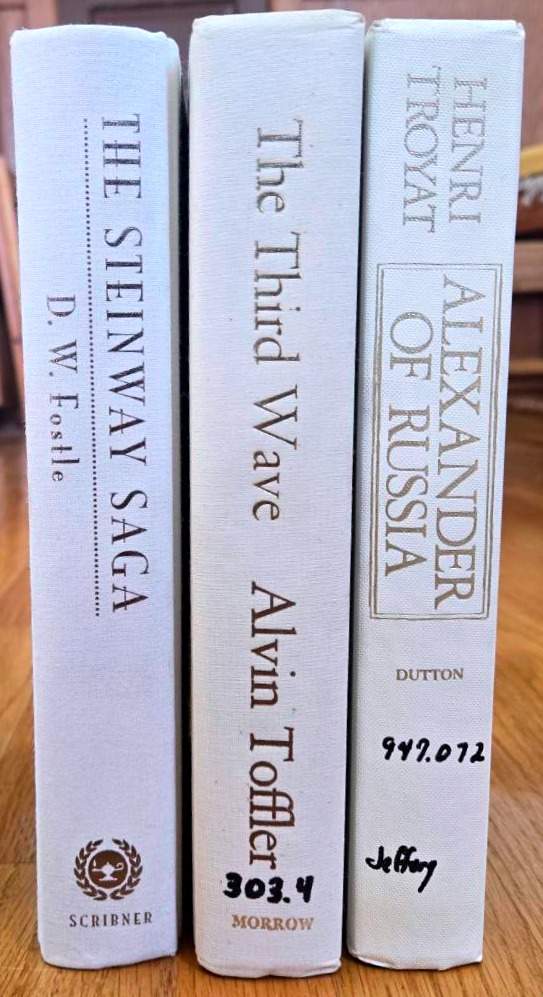 THE STEINWAY SAGA
D. W. Fostle
SCRIBNER
The Third Wave Alvin Toffler
303.4
MORROW
HENRI
TROYAT
ALEXANDER
OF RUSSIA
DUTTON
947.072
Jeffery